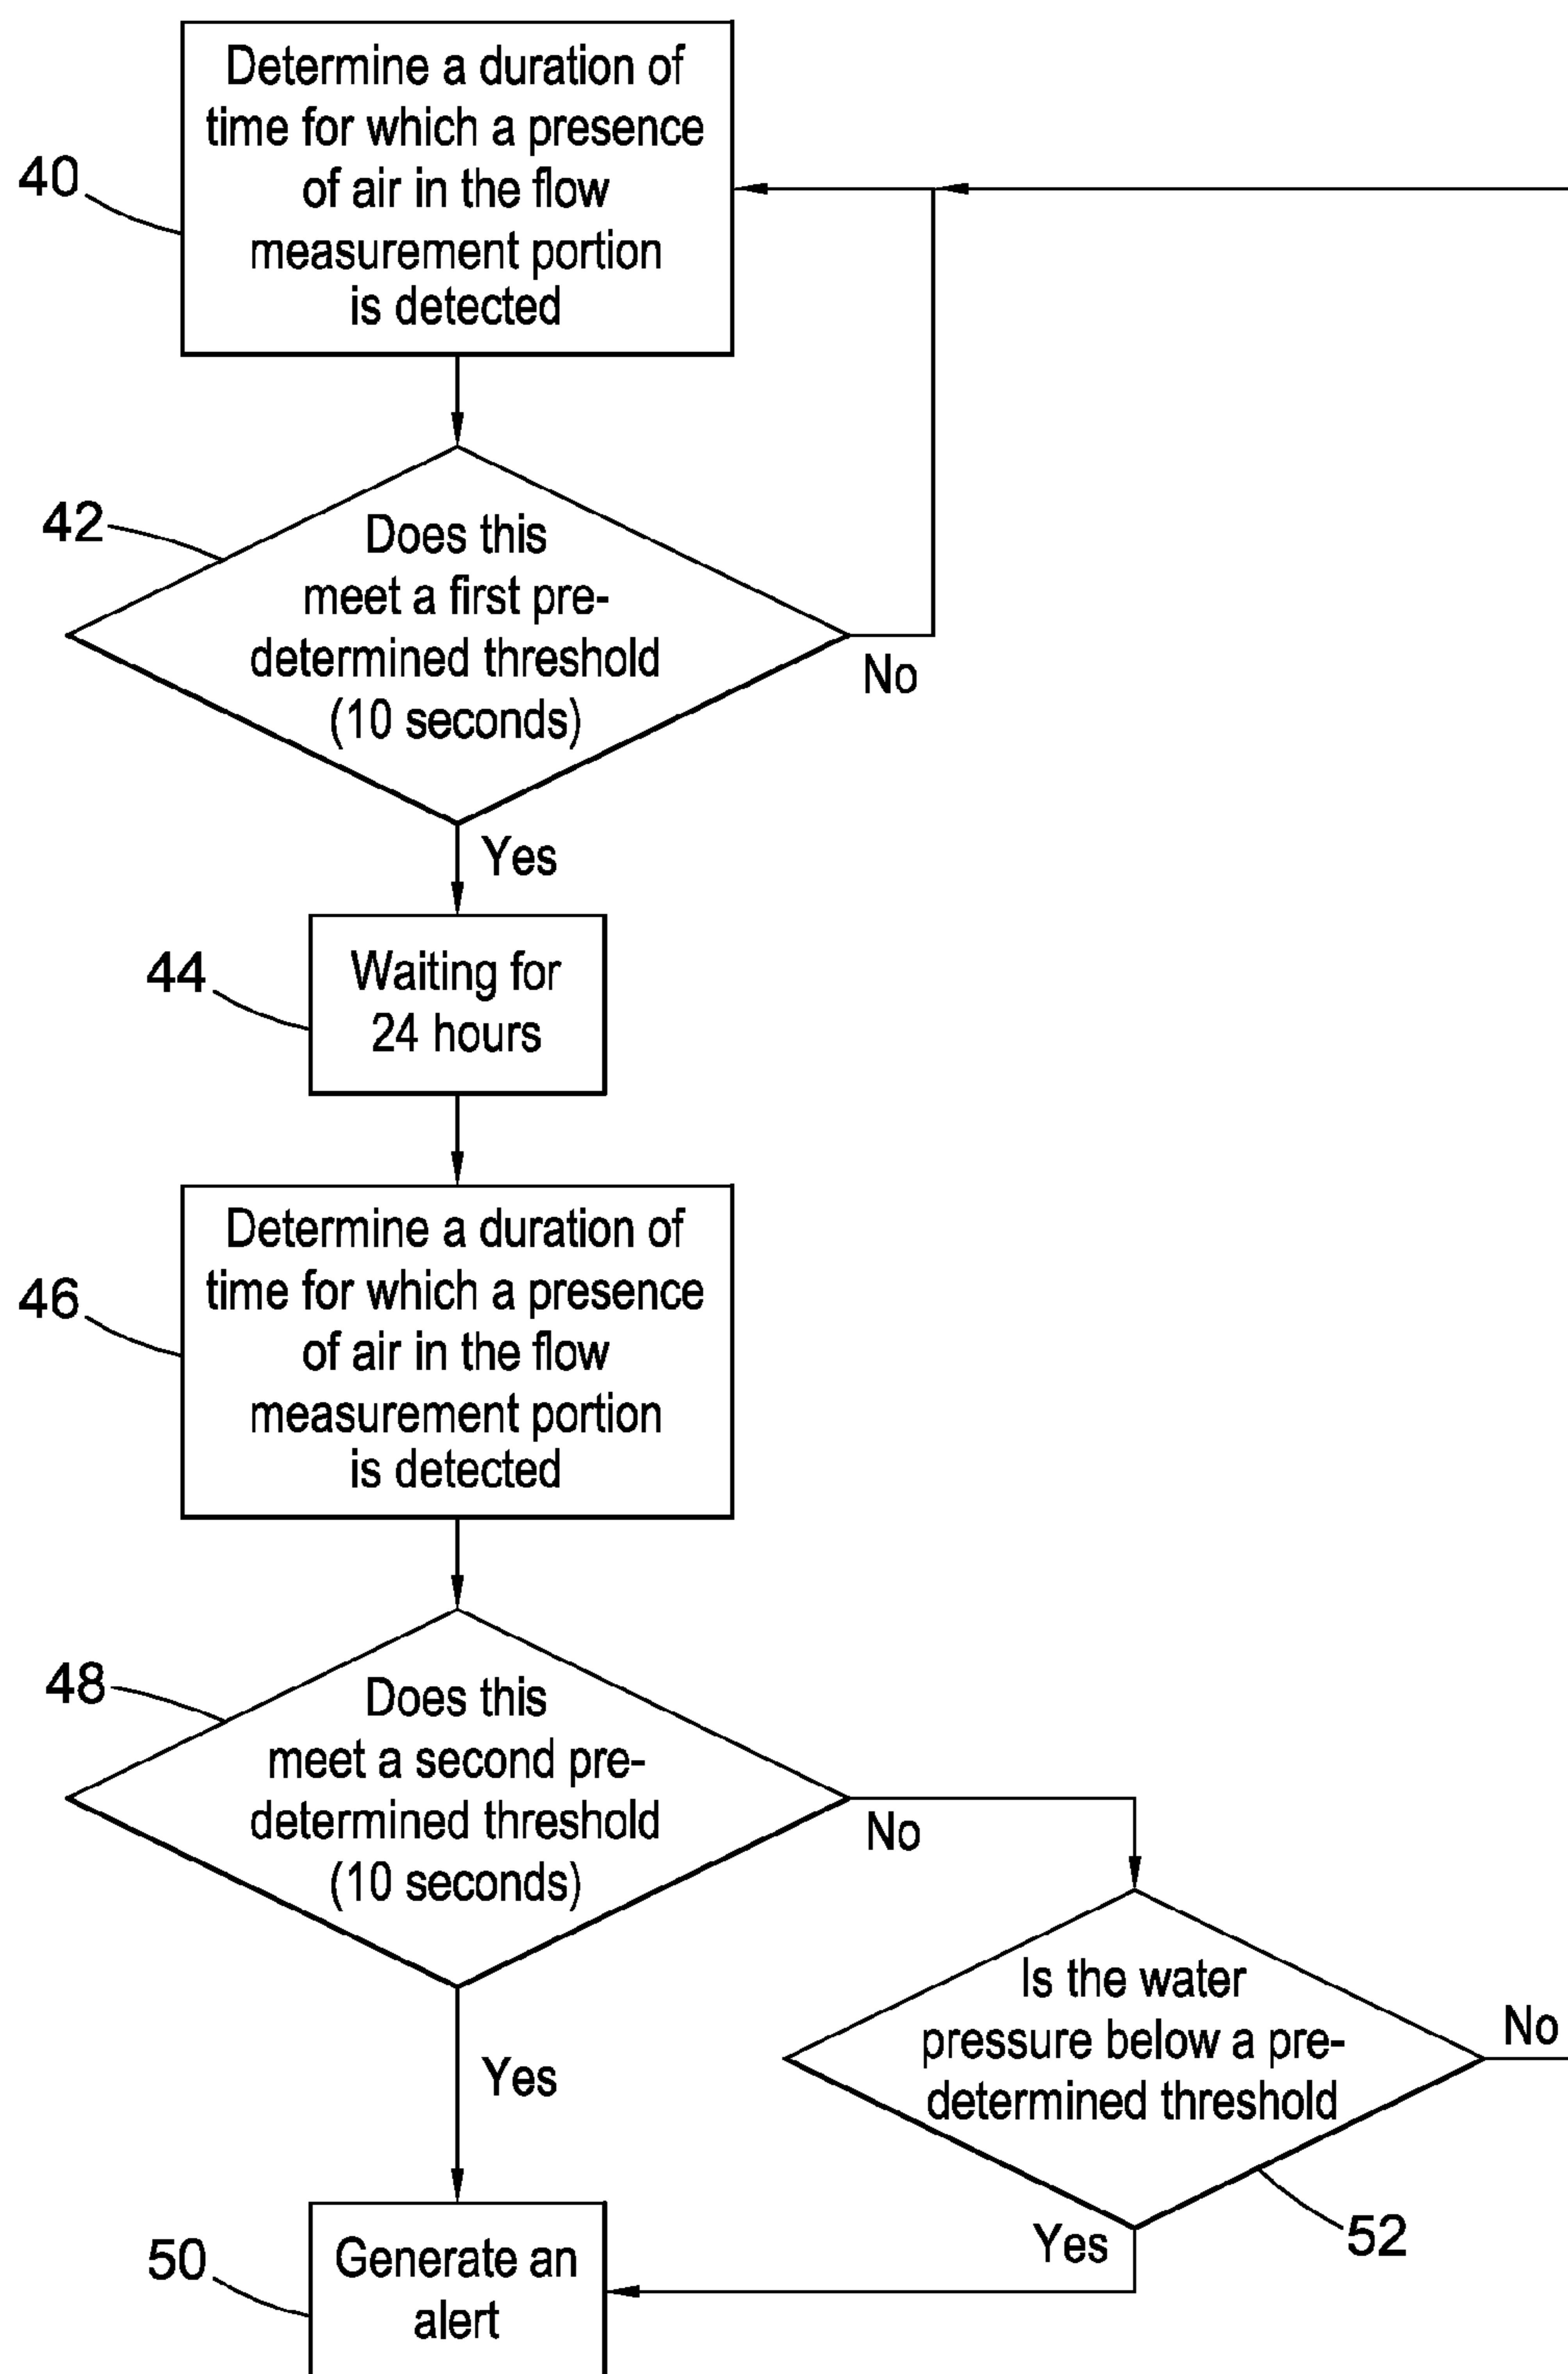 Determine a duration of
time for which a presence
of air in the flow
measurement portion
is detected
40
42
Does this
meet a first pre-
determined threshold
(10 seconds)
No
Yes
44
Waiting for
24 hours
Determine a duration of
time for which a presence
of air in the flow
measurement portion
is detected
46
48
Does this
meet a second pre-
determined threshold
(10 seconds)
No
Yes
Is the water
pressure below a pre-
determined threshold
No
52
Yes
50
Generate an
alert